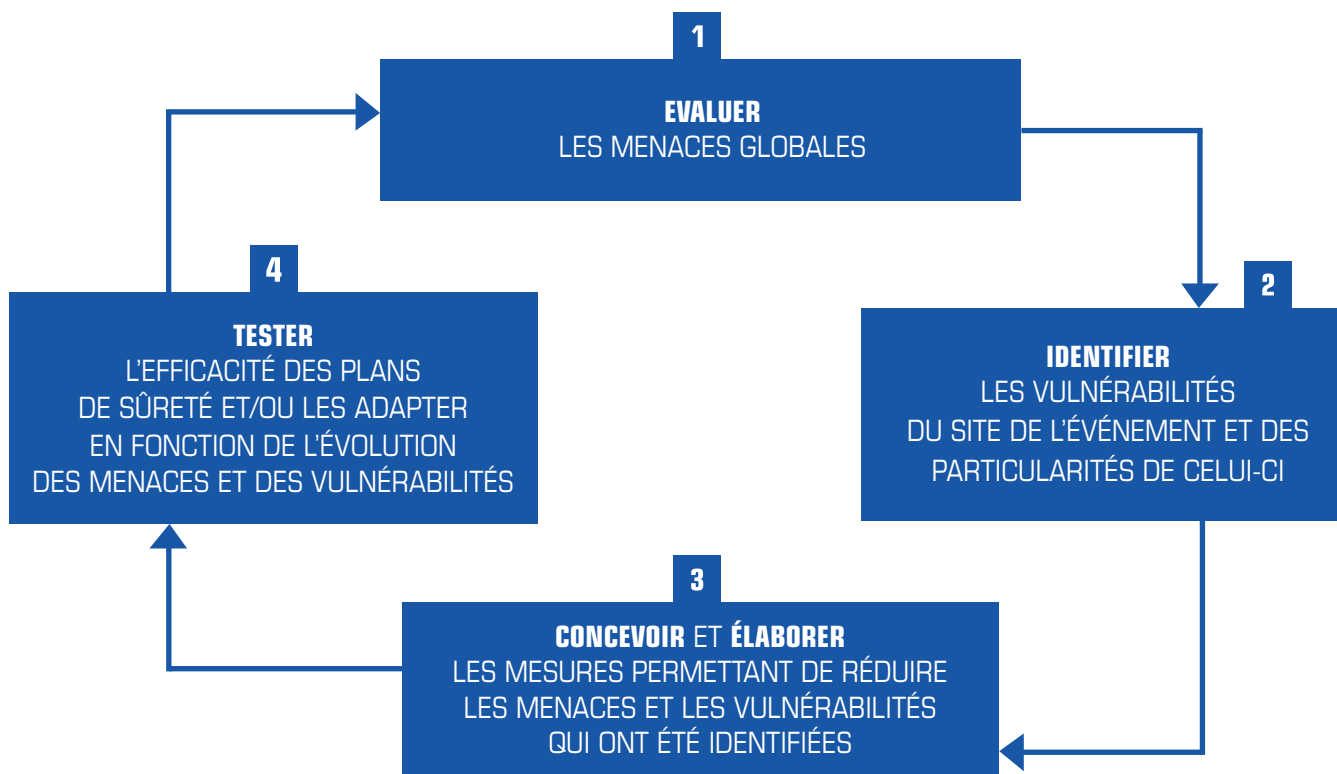 1
EVALUER
LES MENACES GLOBALES
2
IDENTIFIER
LES VULNÉRABILITÉS
DU SITE DE L'ÉVÉNEMENT ET DES
PARTICULARITÉS DE CELUI-CI
3
CONCEVOIR ET ÉLABORER
LES MESURES PERMETTANT DE RÉDUIRE
LES MENACES ET LES VULNÉRABILITÉS
QUI ONT ÉTÉ IDENTIFIÉES
4
TESTER
L'EFFICACITÉ DES PLANS
DE SÛRETÉ ET/OU LES ADAPTER
EN FONCTION DE L'ÉVOLUTION
DES MENACES ET DES VULNÉRABILITÉS